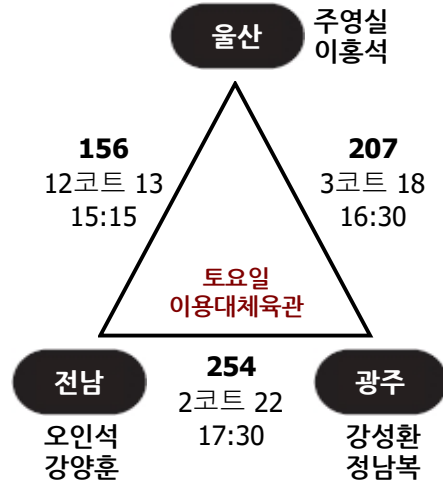 울산
주영실
이홍석
156
12코트 13
15:15
207
3코트 18
16:30
토요일
이용대체육관
전남
오인석
강양훈
254
2코트 22
17:30
광주
강성환
정남복